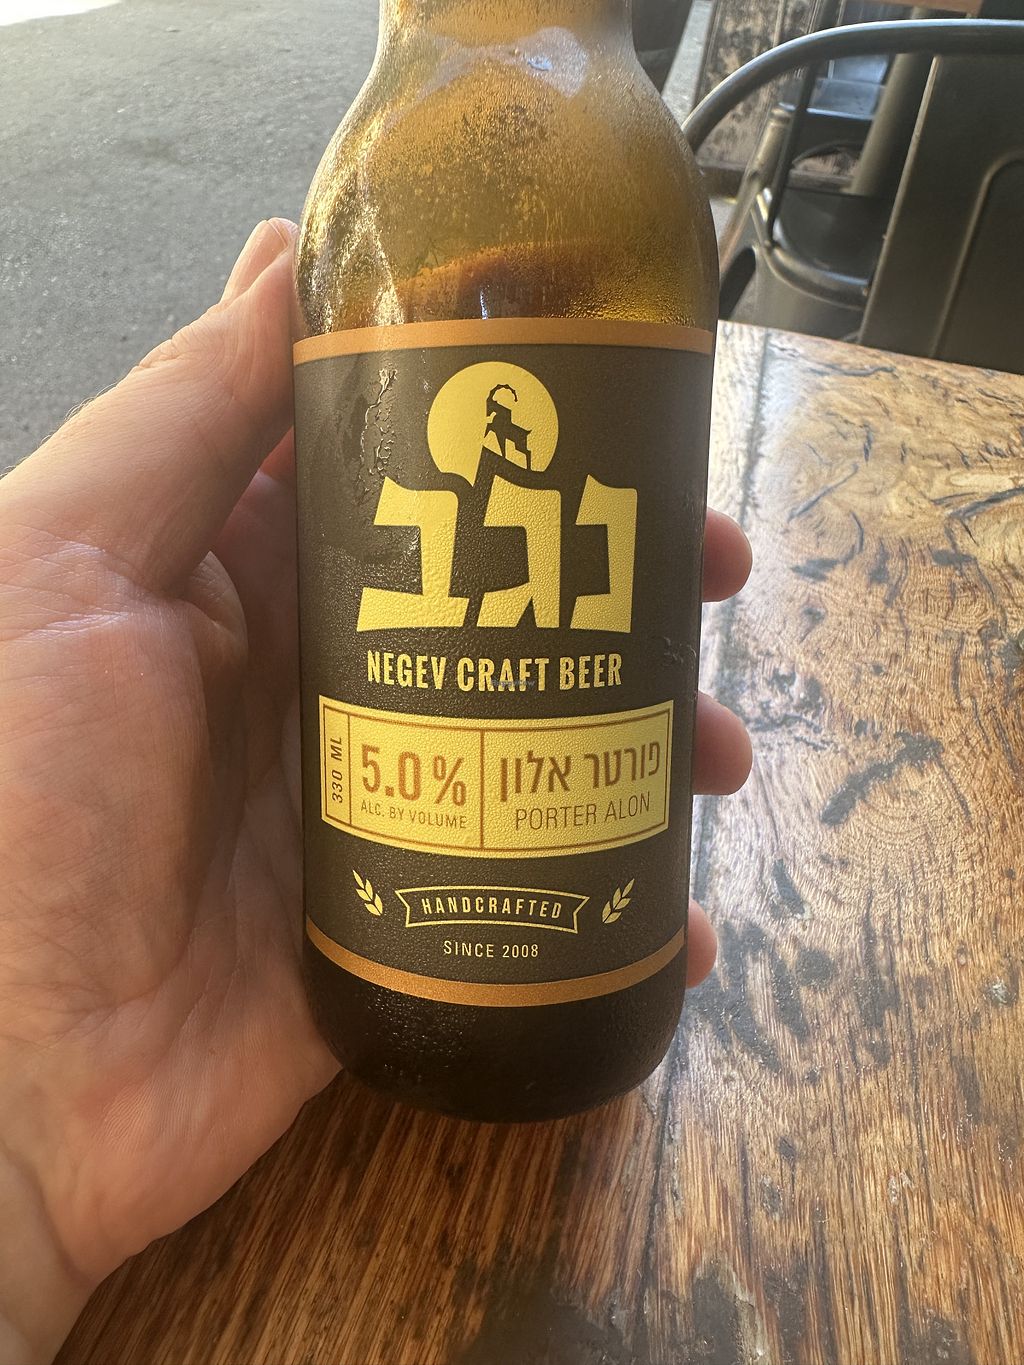 נגב
NEGEV CRAFT BEER
330 ML
5.0%
ALC. BY VOLUME
פורטר אלון
PORTER ALON
HANDCRAFTED
SINCE 2008